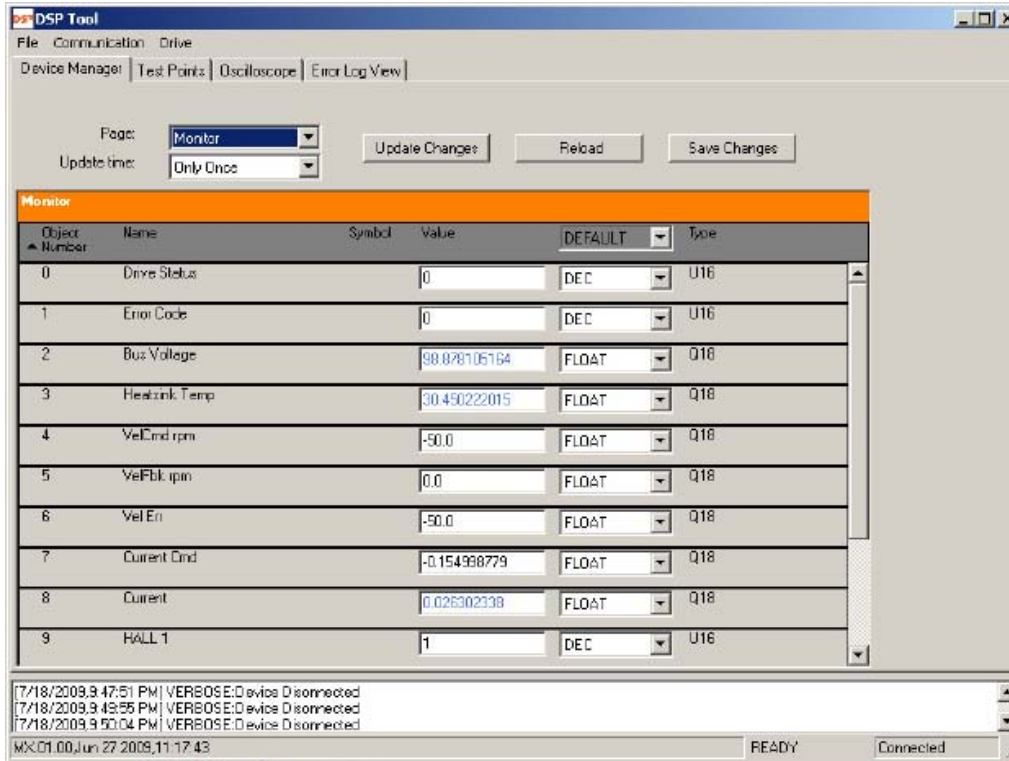 DSP DSP Tool
File Communication Drive
Device Manager Test Points Oscilloscope Error Log View
Page: Monitor
Update Changes Reload Save Changes
Update time: Only Once
Monitor
Object Number Name Symbol Value DEFAULT Type
0 Drive Status 0 DEC U16
1 Error Code 0 DEC U16
2 Bus Voltage 98.878105164 FLOAT Q18
3 Heatsink Temp 30.450222015 FLOAT Q18
4 VelCmd rpm -50.0 FLOAT Q18
5 VelFbk rpm 0.0 FLOAT Q18
6 Vel Err -50.0 FLOAT Q18
7 Current Cmd -0.154998779 FLOAT Q18
8 Current 0.026302338 FLOAT Q18
9 HALL 1 1 DEC U16
[7/18/2009,9:47:51 PM] VERBOSE:Device Disonnected
[7/18/2009,9:49:55 PM] VERBOSE:Device Disonnected
[7/18/2009,9:50:04 PM] VERBOSE:Device Disonnected
MX.01.00,Jun 27 2009,11:17:43 READY Connected